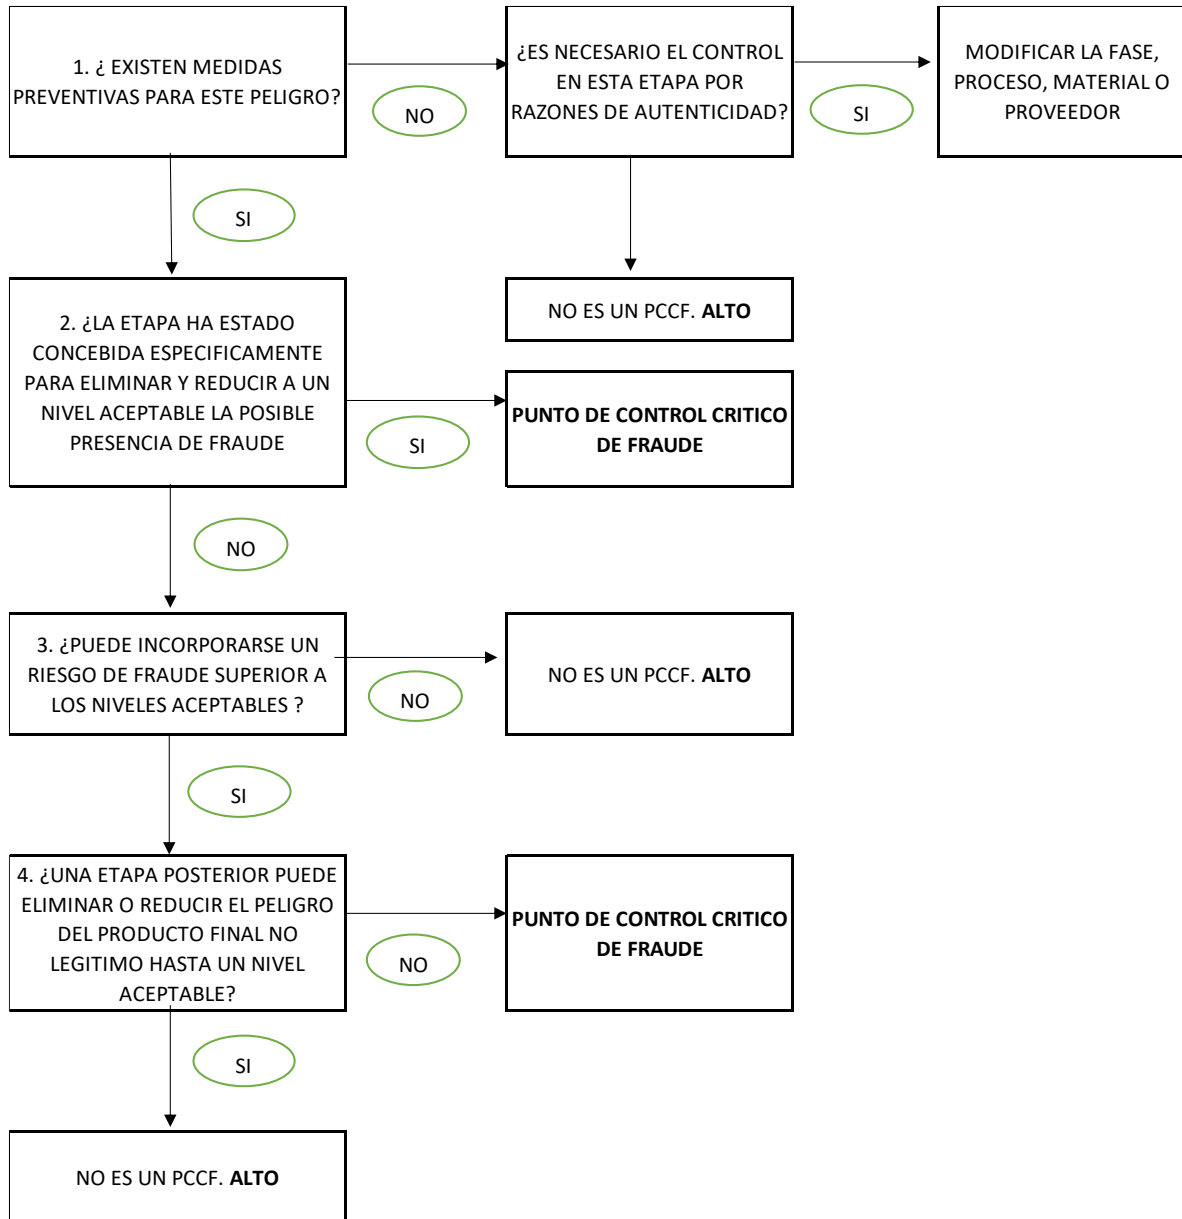 1. ¿ EXISTEN MEDIDAS
PREVENTIVAS PARA ESTE PELIGRO?
NO
¿ES NECESARIO EL CONTROL
EN ESTA ETAPA POR
RAZONES DE AUTENTICIDAD?
SI
MODIFICAR LA FASE,
PROCESO, MATERIAL O
PROVEEDOR
SI
NO ES UN PCCF. ALTO
2. ¿LA ETAPA HA ESTADO
CONCEBIDA ESPECIFICAMENTE
PARA ELIMINAR Y REDUCIR A UN
NIVEL ACEPTABLE LA POSIBLE
PRESENCIA DE FRAUDE
SI
PUNTO DE CONTROL CRITICO
DE FRAUDE
NO
3. ¿PUEDE INCORPORARSE UN
RIESGO DE FRAUDE SUPERIOR A
LOS NIVELES ACEPTABLES ?
NO
NO ES UN PCCF. ALTO
SI
4. ¿UNA ETAPA POSTERIOR PUEDE
ELIMINAR O REDUCIR EL PELIGRO
DEL PRODUCTO FINAL NO
LEGITIMO HASTA UN NIVEL
ACEPTABLE?
NO
PUNTO DE CONTROL CRITICO
DE FRAUDE
SI
NO ES UN PCCF. ALTO